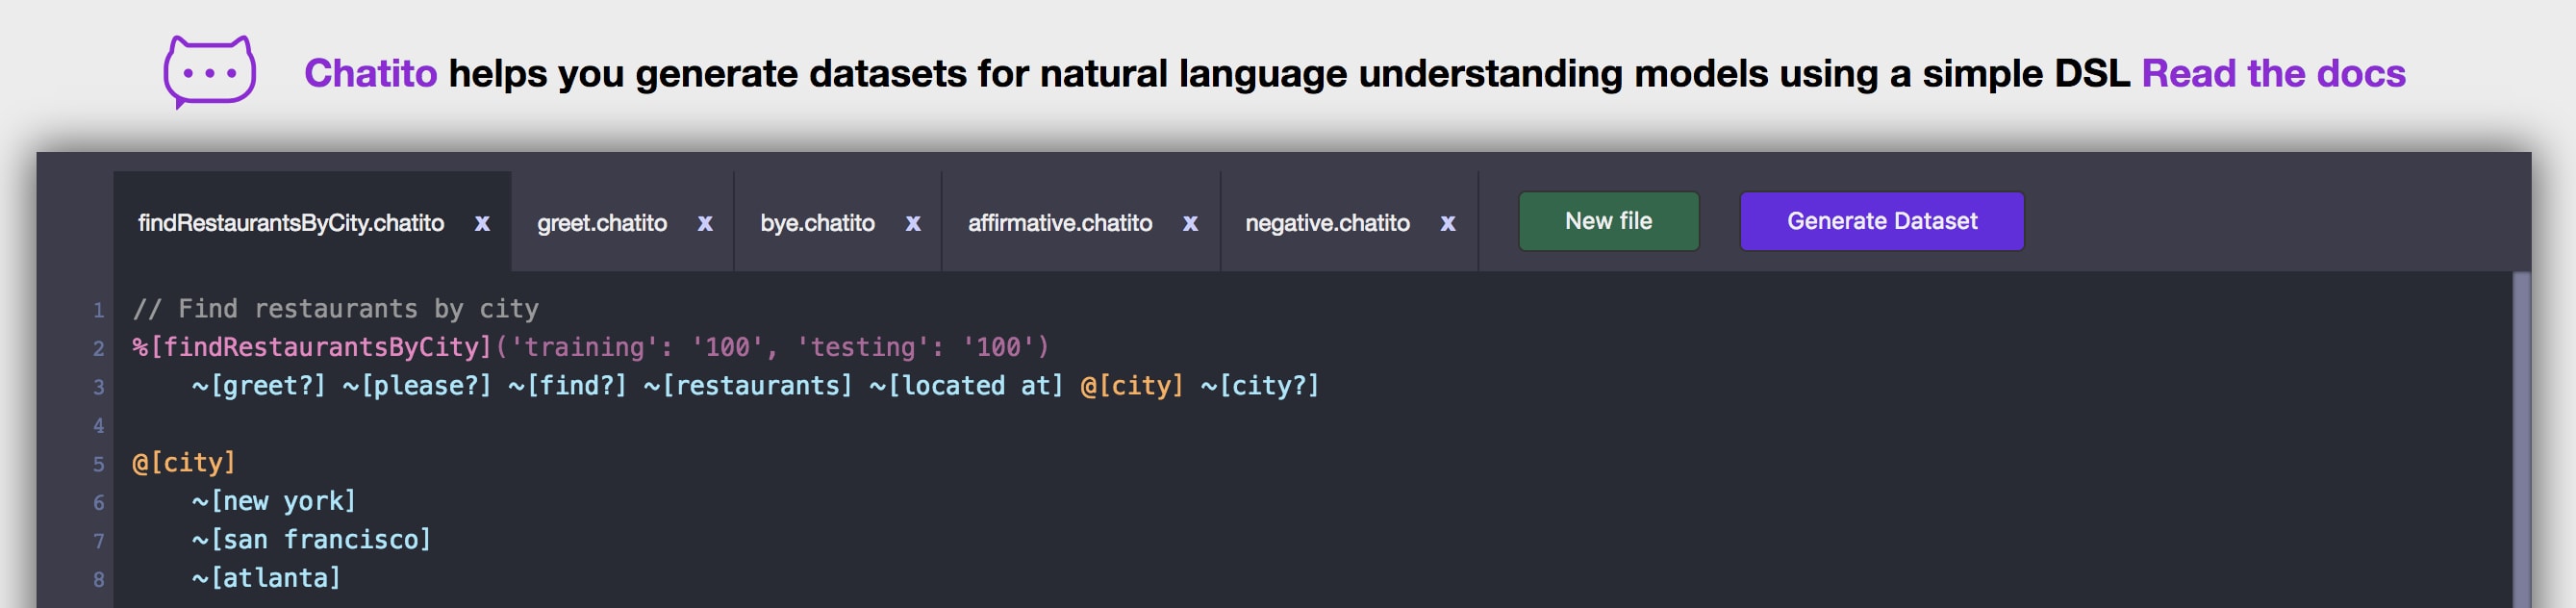 Chatito helps you generate datasets for natural language understanding models using a simple DSL Read the docs
findRestaurantsByCity.chatito x greet.chatito x bye.chatito x affirmative.chatito x negative.chatito x New file Generate Dataset
1 // Find restaurants by city
2 %[findRestaurantsByCity]('training': '100', 'testing': '100')
3 ~[greet?] ~[please?] ~[find?] ~[restaurants] ~[located at] @[city] ~[city?]
4
5 @[city]
6 ~[new york]
7 ~[san francisco]
8 ~[atlanta]